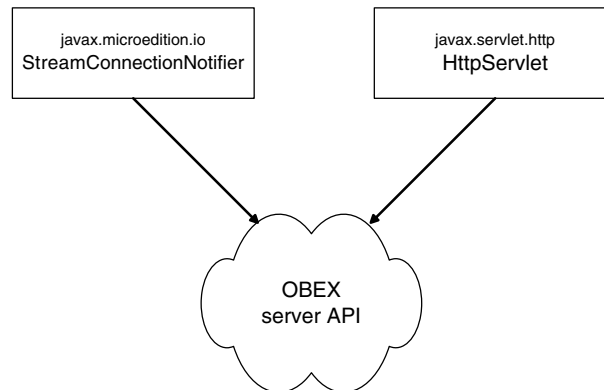 javax.microedition.io
StreamConnectionNotifier
javax.servlet.http
HttpServlet
OBEX
server API